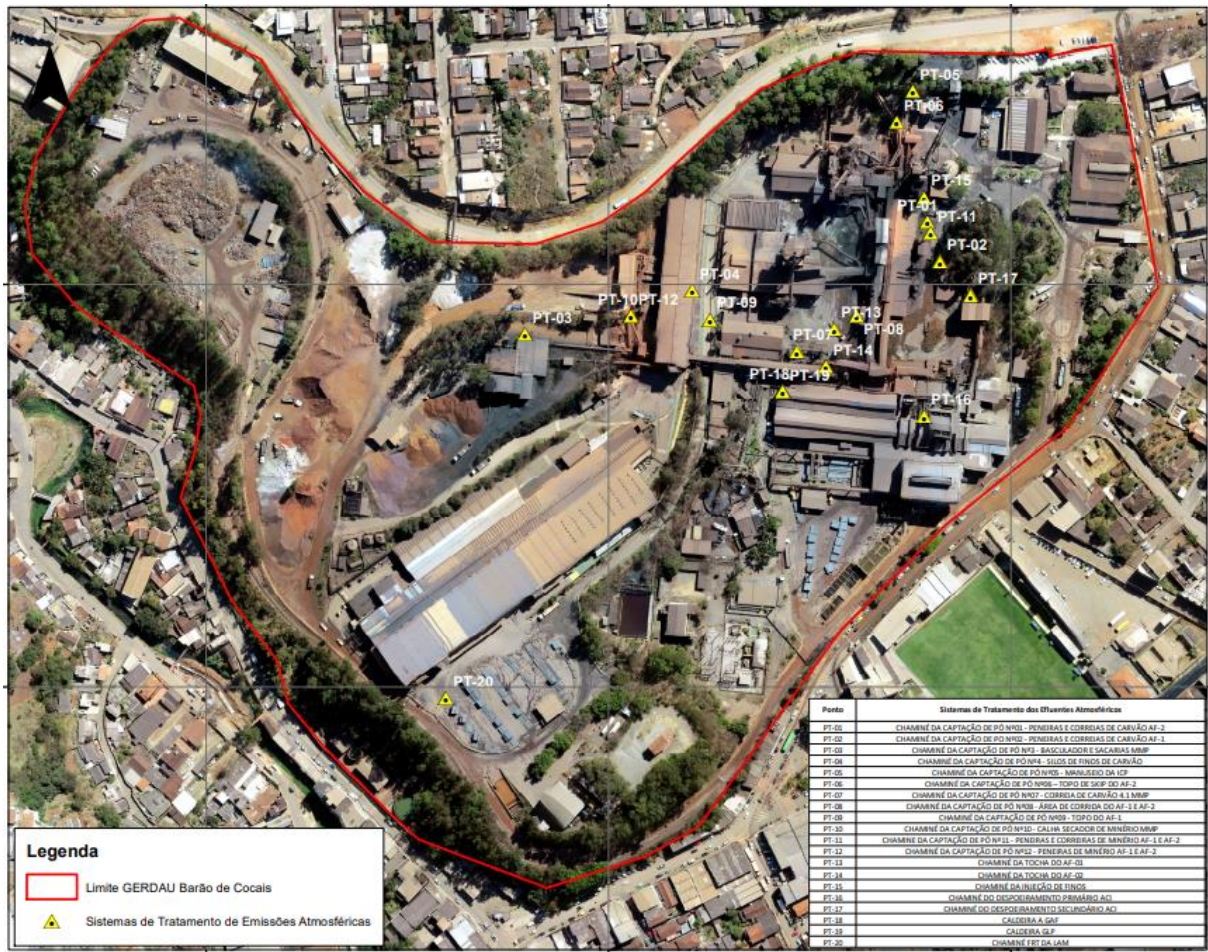 N
PT-05
PT-06
PT-15
PT-01
PT-11
PT-02
PT-17
PT-04
PT-10PT-12
PT-09
PT-03
PT-13
PT-07
PT-08
PT-14
PT-18PT-19
PT-16
PT-20
Ponto Sistemas de Tratamento dos Efluentes Atmosféricos
PT-01 CHAMINÉ DA CAPTAÇÃO DE PÓ Nº01 - PENEIRAS E CORREIAS DE CARVÃO AF-2
PT-02 CHAMINÉ DA CAPTAÇÃO DE PÓ Nº02 - PENEIRAS E CORREIAS DE CARVÃO AF-1
PT-03 CHAMINÉ DA CAPTAÇÃO DE PÓ Nº3 - BASCULADOR E SACARIAS MMP
PT-04 CHAMINÉ DA CAPTAÇÃO DE PÓ Nº4 - SILOS DE FINOS DE CARVÃO
PT-05 CHAMINÉ DA CAPTAÇÃO DE PÓ Nº05 - MANUSEIO DA ICP
PT-06 CHAMINÉ DA CAPTAÇÃO DE PÓ Nº06 - TOPO DE SKIP DO AF-2
PT-07 CHAMINÉ DA CAPTAÇÃO DE PÓ Nº07 - CORREIA DE CARVÃO 4.1 MMP
PT-08 CHAMINÉ DA CAPTAÇÃO DE PÓ Nº08 - ÁREA DE CORRIDA DO AF-1 E AF-2
PT-09 CHAMINÉ DA CAPTAÇÃO DE PÓ Nº09 - TOPO DO AF-1
PT-10 CHAMINÉ DA CAPTAÇÃO DE PÓ Nº10 - CALHA SECADOR DE MINÉRIO MMP
PT-11 CHAMINÉ DA CAPTAÇÃO DE PÓ Nº11 - PENEIRAS E CORREIRAS DE MINÉRIO AF-1 E AF-2
PT-12 CHAMINÉ DA CAPTAÇÃO DE PÓ Nº12 - PENEIRAS DE MINÉRIO AF-1 E AF-2
PT-13 CHAMINÉ DA TOCHA DO AF-01
PT-14 CHAMINÉ DA TOCHA DO AF-02
PT-15 CHAMINÉ DA INJEÇÃO DE FINOS
PT-16 CHAMINÉ DO DESPOEIRAMENTO PRIMÁRIO ACI
PT-17 CHAMINÉ DO DESPOEIRAMENTO SECUNDÁRIO ACI
PT-18 CALDEIRA A GAF
PT-19 CALDEIRA GLP
PT-20 CHAMINÉ FRT DA LAM
Legenda
Limite GERDAU Barão de Cocais
Sistemas de Tratamento de Emissões Atmosféricas